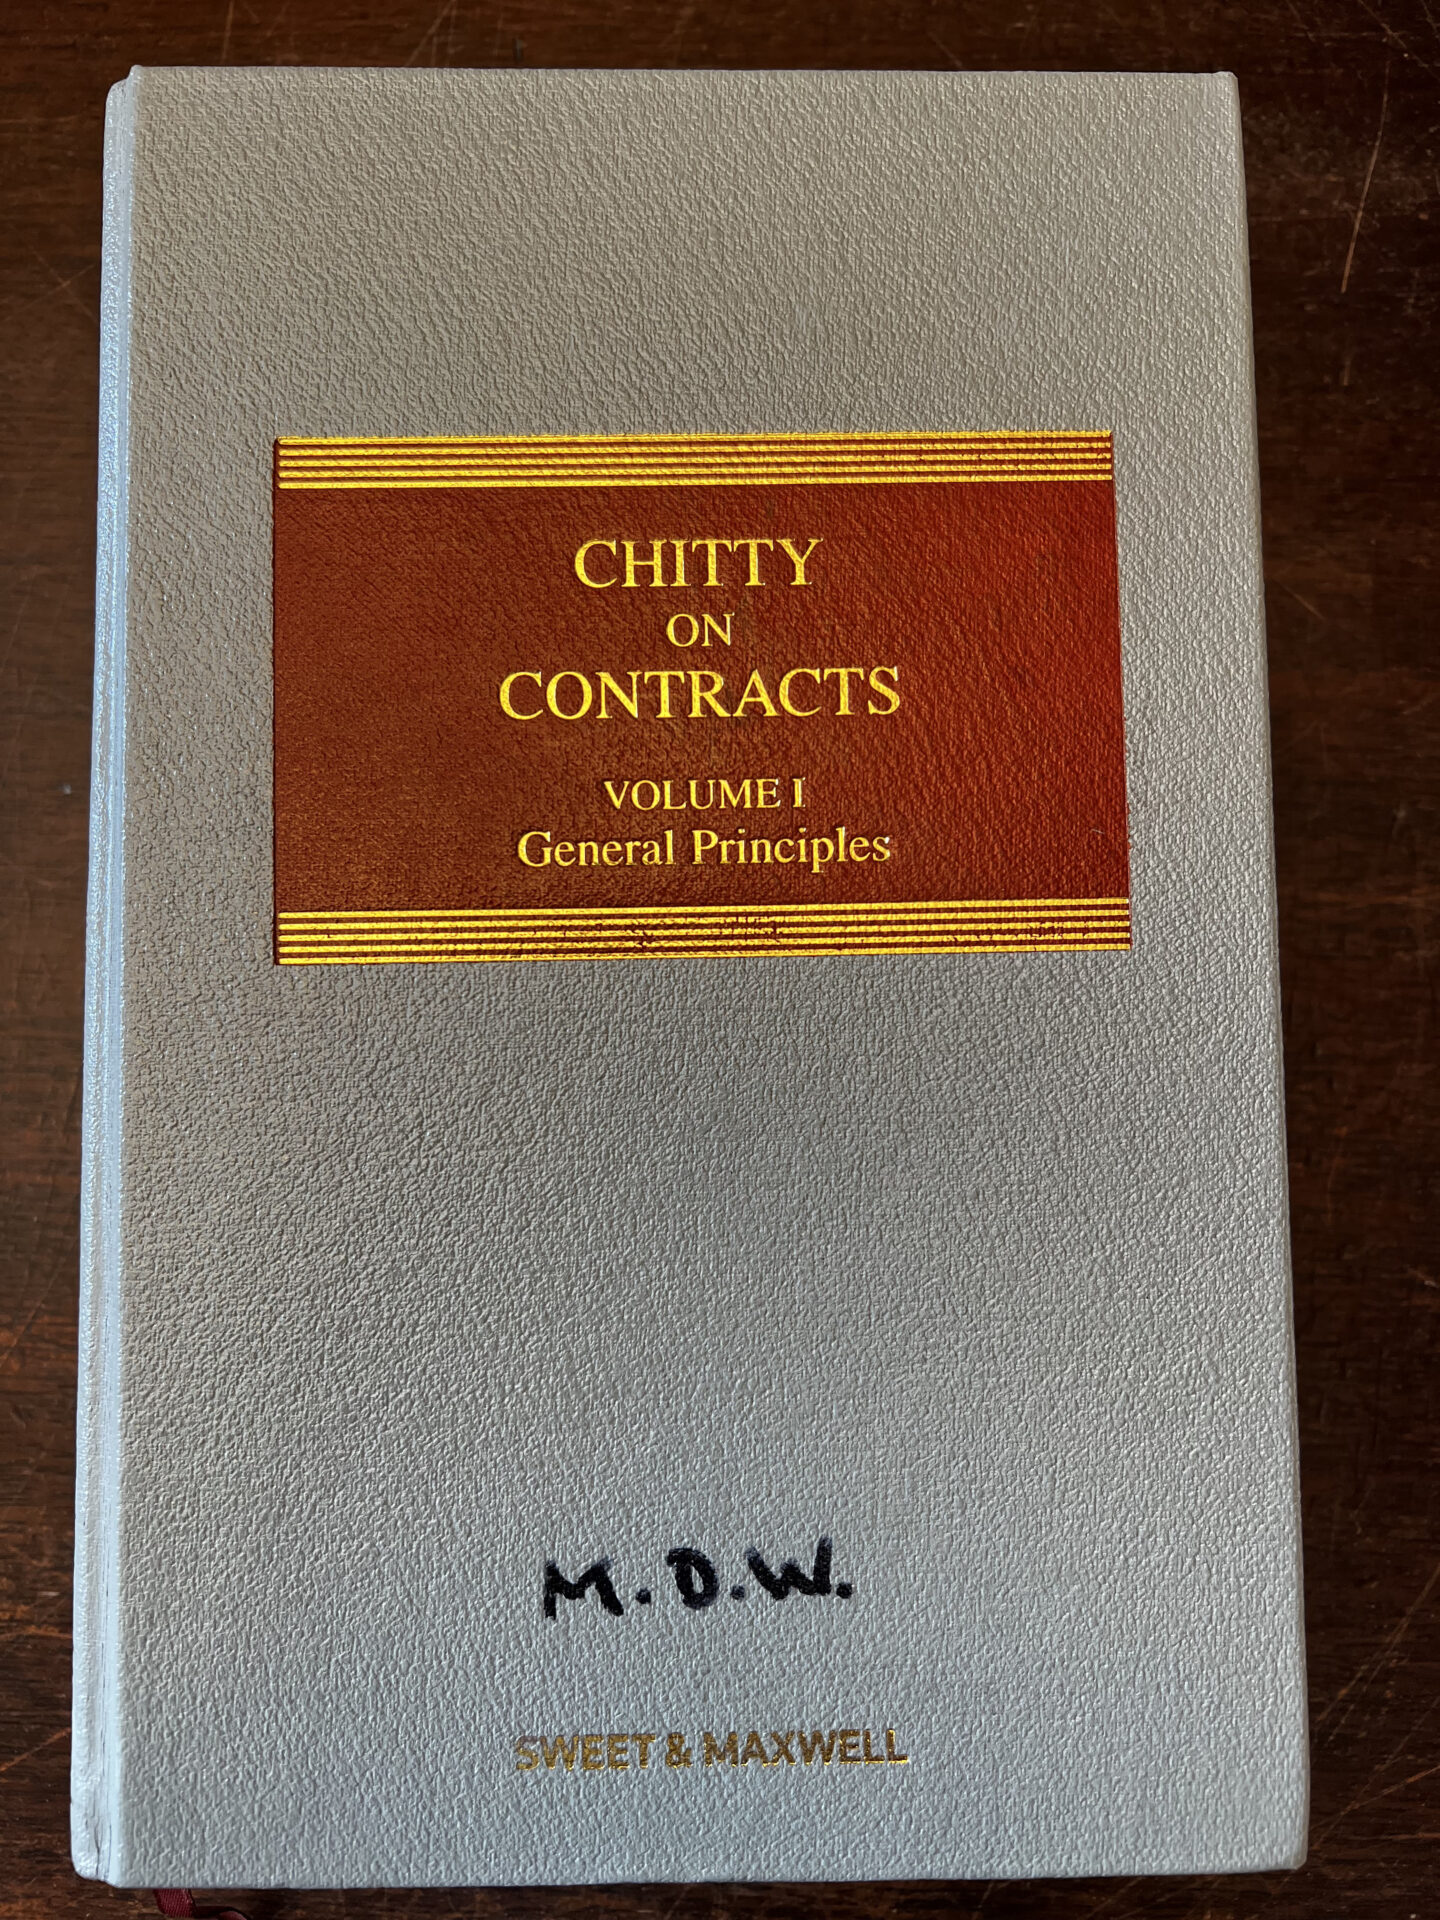 CHITTY
ON
CONTRACTS
VOLUME I
General Principles
M.D.W.
SWEET & MAXWELL